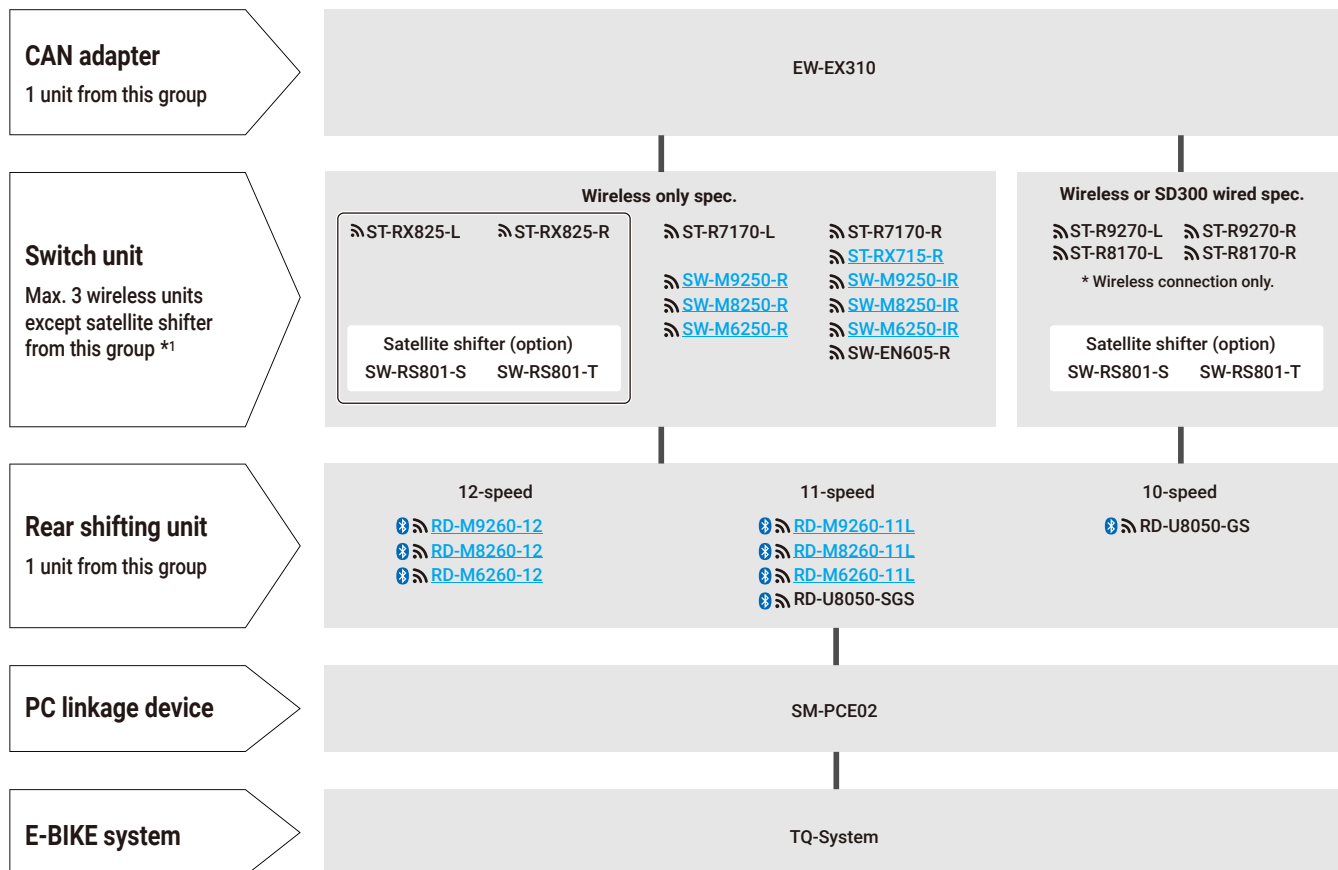 CAN adapter
1 unit from this group
EW-EX310
Switch unit
Max. 3 wireless units
except satellite shifter
from this group *1
Wireless only spec.
ST-RX825-L ST-RX825-R ST-R7170-L ST-R7170-R
ST-RX715-R
SW-M9250-R SW-M9250-IR
SW-M8250-R SW-M8250-IR
SW-M6250-R SW-M6250-IR
SW-EN605-R
Satellite shifter (option)
SW-RS801-S SW-RS801-T
Wireless or SD300 wired spec.
ST-R9270-L ST-R9270-R
ST-R8170-L ST-R8170-R
* Wireless connection only.
Satellite shifter (option)
SW-RS801-S SW-RS801-T
Rear shifting unit
1 unit from this group
12-speed
RD-M9260-12
RD-M8260-12
RD-M6260-12
11-speed
RD-M9260-11L
RD-M8260-11L
RD-M6260-11L
RD-U8050-SGS
10-speed
RD-U8050-GS
PC linkage device
SM-PCE02
E-BIKE system
TQ-System